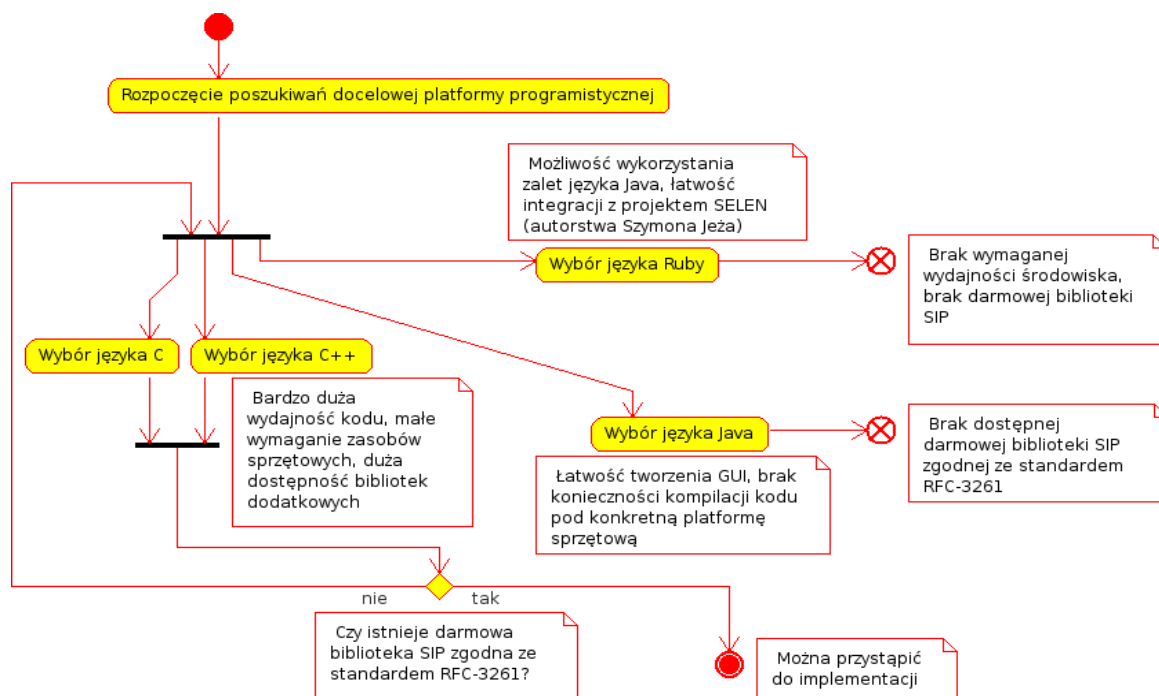 Rozpoczęcie poszukiwań docelowej platformy programistycznej
Możliwość wykorzystania
zalet języka Java, łatwość
integracji z projektem SELEN
(autorstwa Szymona Jeża)
Wybór języka Ruby
Brak wymaganej
wydajności środowiska,
brak darmowej biblioteki
SIP
Wybór języka C
Wybór języka C++
Bardzo duża
wydajność kodu, małe
wymaganie zasobów
sprzętowych, duża
dostępność bibliotek
dodatkowych
Wybór języka Java
Łatwość tworzenia GUI, brak
konieczności kompilacji kodu
pod konkretną platformę
sprzętową
Brak dostępnej
darmowej biblioteki SIP
zgodnej ze standardem
RFC-3261
nie
tak
Czy istnieje darmowa
biblioteka SIP zgodna ze
standardem RFC-3261?
Można przystąpić
do implementacji